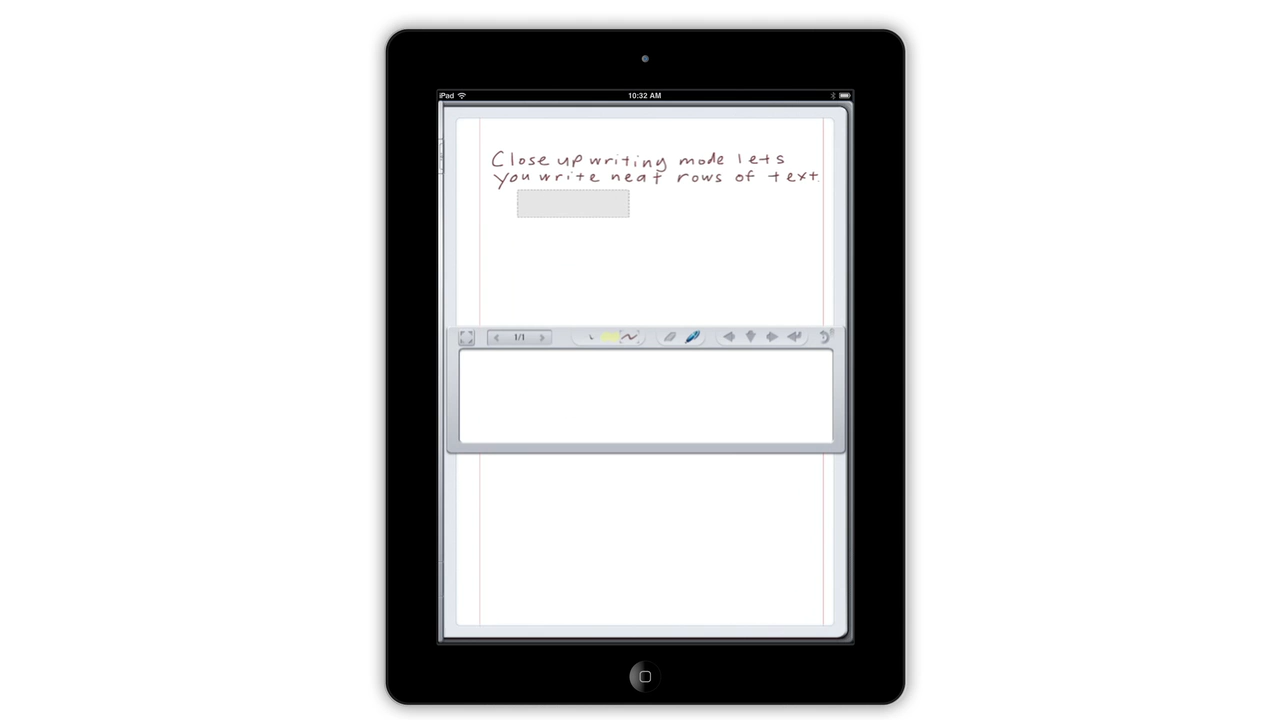 iPad 10:32 AM
Close up writing mode lets
you write neat rows of text.
1/1